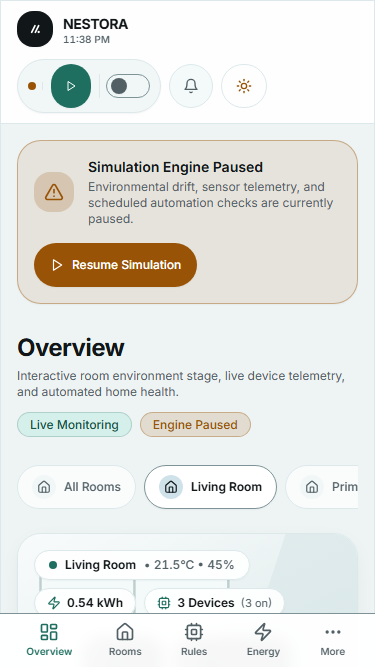 NESTORA
11:38 PM
Simulation Engine Paused
Environmental drift, sensor telemetry, and
scheduled automation checks are currently
paused.
Resume Simulation
Overview
Interactive room environment stage, live device telemetry,
and automated home health.
Live Monitoring
Engine Paused
All Rooms
Living Room
Prim
Living Room • 21.5°C • 45%
0.54 kWh
3 Devices (3 on)
Overview
Rooms
Rules
Energy
More